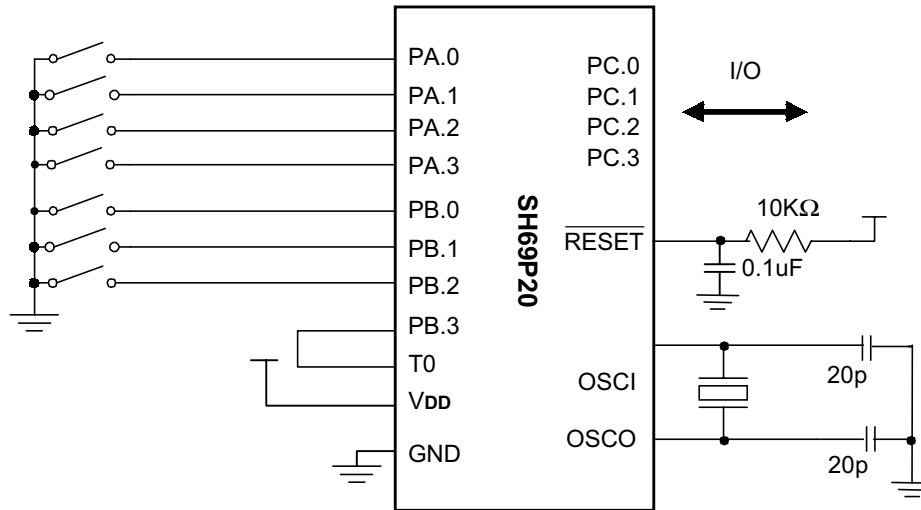 PA.0
PA.1
PA.2
PA.3
PB.0
PB.1
PB.2
PB.3
T0
VDD
GND
SH69P20
PC.0
PC.1
PC.2
PC.3
RESET
OSCI
OSCO
I/O
10KΩ
0.1uF
20p
20p